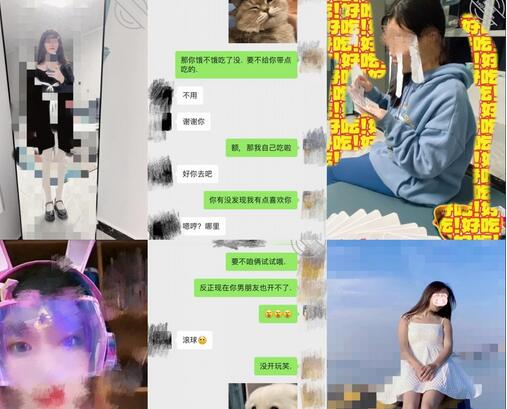 那你饿不饿吃了没. 要不给你带点
吃的.
不用
谢谢你
额, 那我自己吃啦
好你去吧
你有没发现我有点喜欢你
嗯哼? 哪里
要不咱俩试试哦.
反正现在你男朋友也开不了.
滚球
没开玩笑.
好吃!好吃!好吃!